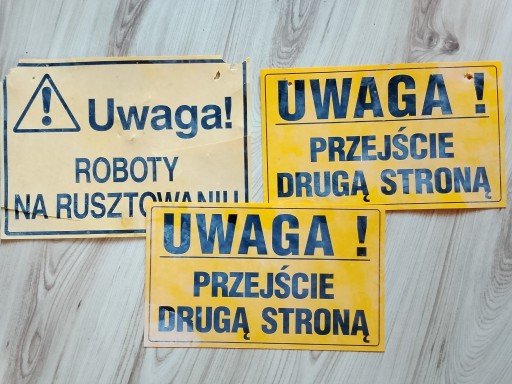 Uwaga!
ROBOTY
NA RUSZTOWANIU
UWAGA !
PRZEJŚCIE
DRUGĄ STRONĄ
UWAGA !
PRZEJŚCIE
DRUGĄ STRONĄ